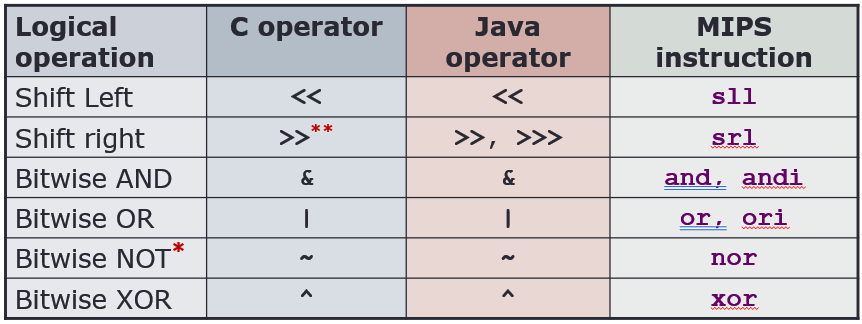 Logical operation C operator Java operator MIPS instruction
Shift Left << << sll
Shift right >>** >>, >>> srl
Bitwise AND & & and, andi
Bitwise OR | | or, ori
Bitwise NOT* ~ ~ nor
Bitwise XOR ^ ^ xor